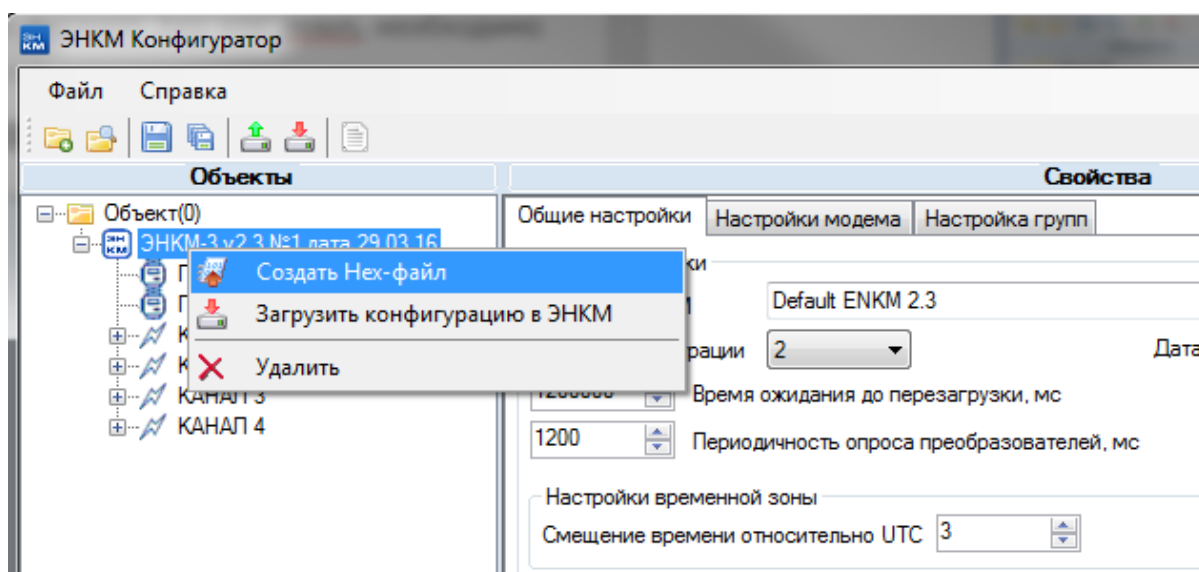 ЭНКМ Конфигуратор
Файл Справка
Объекты Свойства
Объект(0) Общие настройки Настройки модема Настройка групп
ЭНКМ-3 v2.3 №1 дата 29.03.16
Создать Hex-файл
Default ENKM 2.3
Загрузить конфигурацию в ЭНКМ
2 Дата
Удалить
КАНАЛ 3 1200000 Время ожидания до перезагрузки, мс
КАНАЛ 4 1200 Периодичность опроса преобразователей, мс
Настройки временной зоны
Смещение времени относительно UTC 3